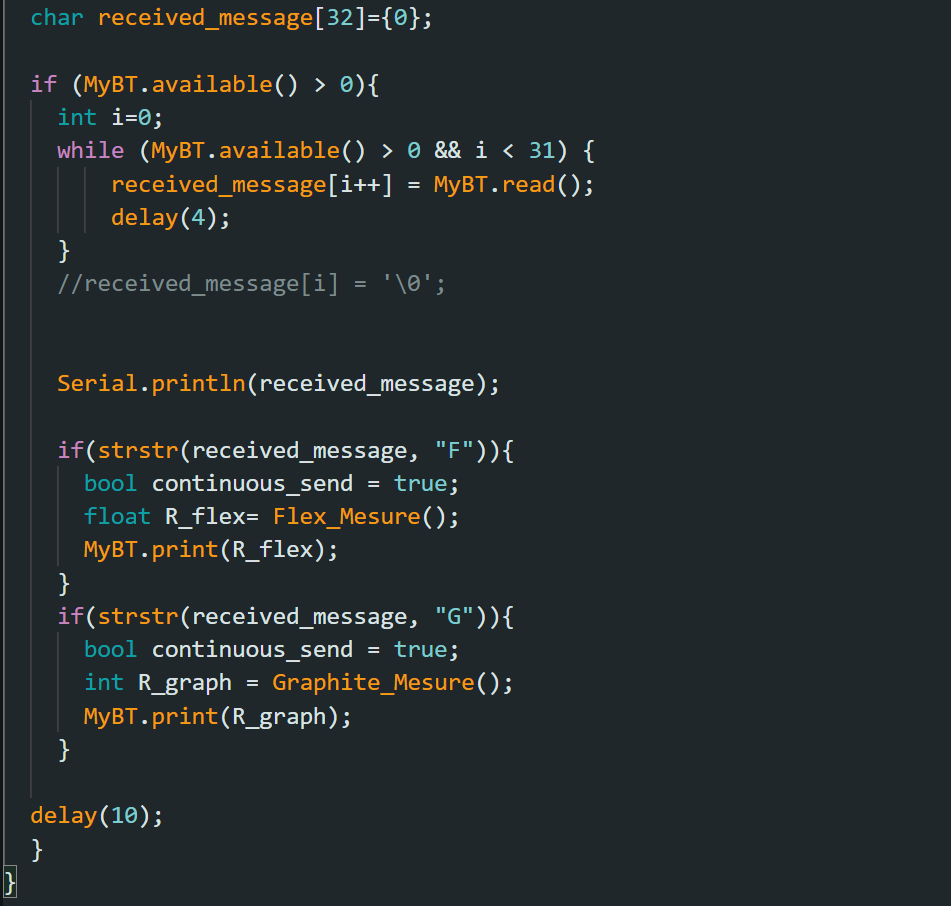 char received_message[32]={0};
if (MyBT.available() > 0){
int i=0;
while (MyBT.available() > 0 && i < 31) {
received_message[i++] = MyBT.read();
delay(4);
}
//received_message[i] = '\0';
Serial.println(received_message);
if(strstr(received_message, "F")){
bool continuous_send = true;
float R_flex= Flex_Mesure();
MyBT.print(R_flex);
}
if(strstr(received_message, "G")){
bool continuous_send = true;
int R_graph = Graphite_Mesure();
MyBT.print(R_graph);
}
delay(10);
}
}